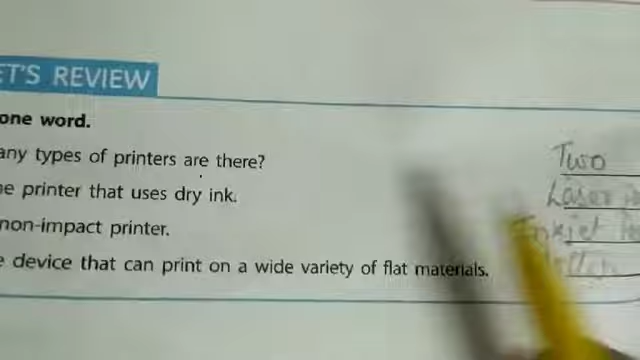 ET'S REVIEW
one word.
any types of printers are there? Two
e printer that uses dry ink. Laser
non-impact printer. Inkjet
e device that can print on a wide variety of flat materials.